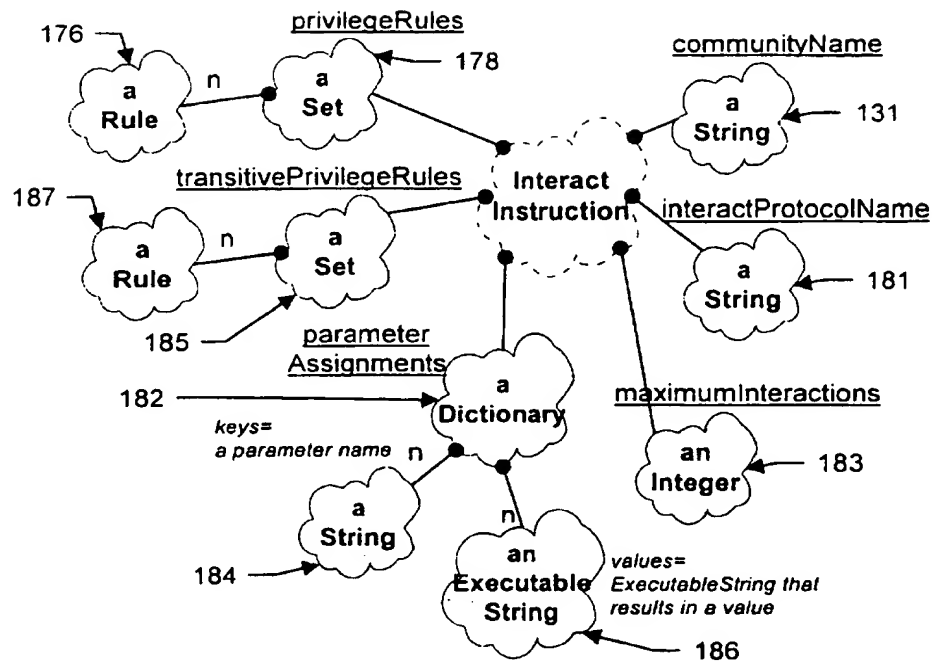 privilegeRules
176
178
communityName
n
a
Rule
a
Set
a
String
131
transitivePrivilegeRules
Interact
Instruction
187
interactProtocolName
n
a
Rule
a
Set
a
String
181
185
parameter
Assignments
182
a
Dictionary
maximumInteractions
keys=
a parameter name
n
an
Integer
183
a
String
n
184
an
Executable
String
values=
ExecutableString that
results in a value
186